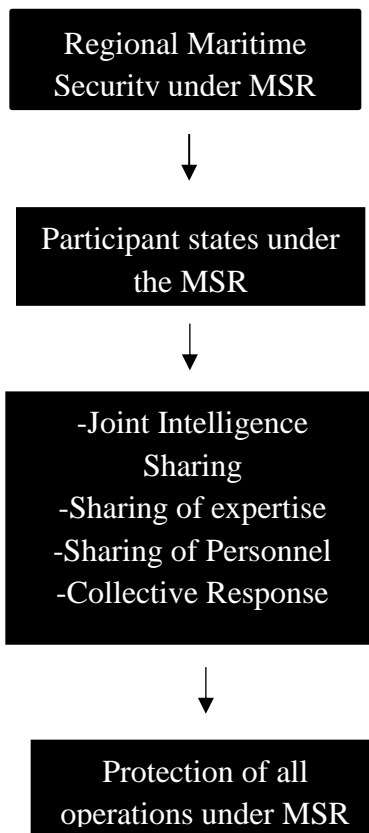 Regional Maritime
Security under MSR
Participant states under
the MSR
-Joint Intelligence
Sharing
-Sharing of expertise
-Sharing of Personnel
-Collective Response
Protection of all
operations under MSR